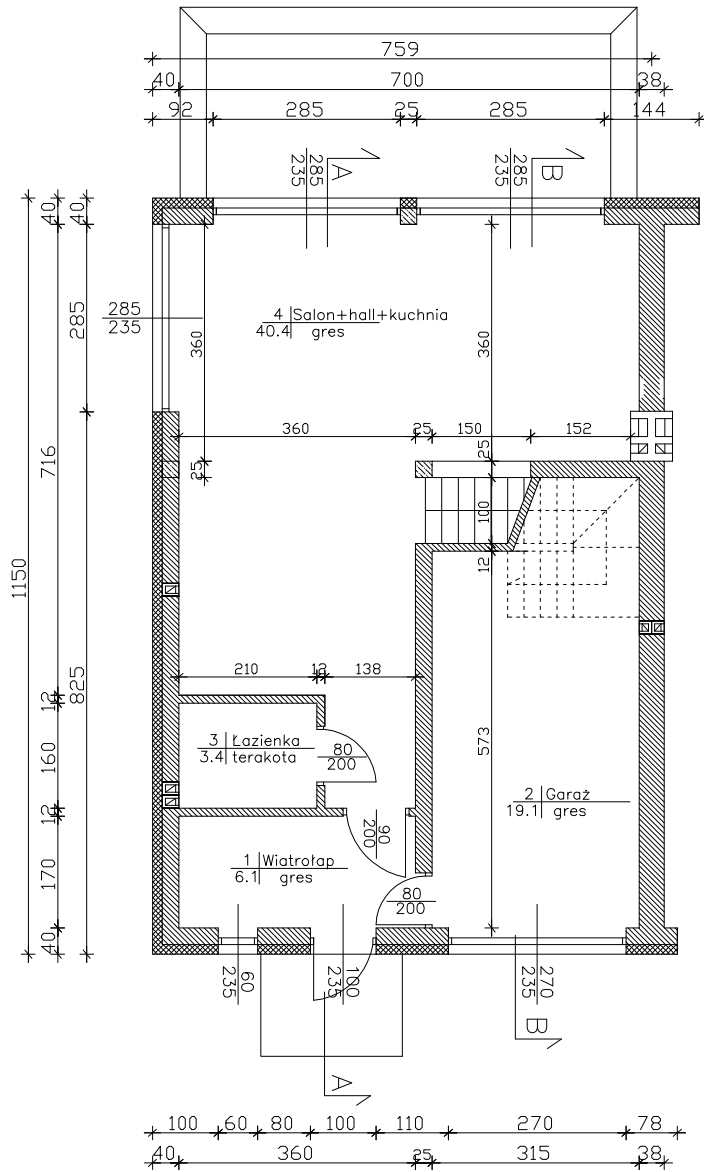 759
40 700 38
92 285 25 285 144
285
235
A
285
235
B
40
40
285
235
285
4 Salon+hall+kuchnia
40.4 gres
360
360
360 25 150 152
25
25
716
100
12
1150
210 12 138
825
12
160
573
3 Łazienka
3.4 terakota
80
200
2 Garaż
19.1 gres
12
90
200
1 Wiatrołap
6.1 gres
170
80
200
40
60
235
100
235
270
235
B
A
100 60 80 100 110 270 78
40 360 25 315 38